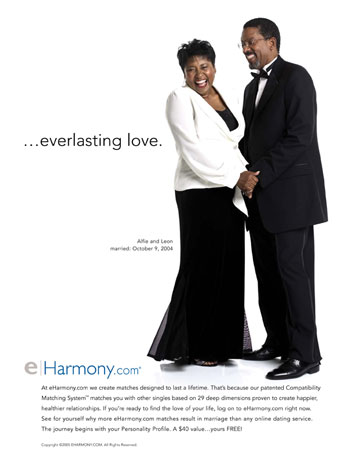 ...everlasting love.
Alfie and Leon
married: October 9, 2004
eHarmony.com®
At eHarmony.com we create matches designed to last a lifetime. That's because our patented Compatibility
Matching System™ matches you with other singles based on 29 deep dimensions proven to create happier,
healthier relationships. If you're ready to find the love of your life, log on to eHarmony.com right now.
See for yourself why more eHarmony.com matches result in marriage than any online dating service.
The journey begins with your Personality Profile. A $40 value...yours FREE!
Copyright ©2005 EHARMONY.COM. All Rights Reserved.